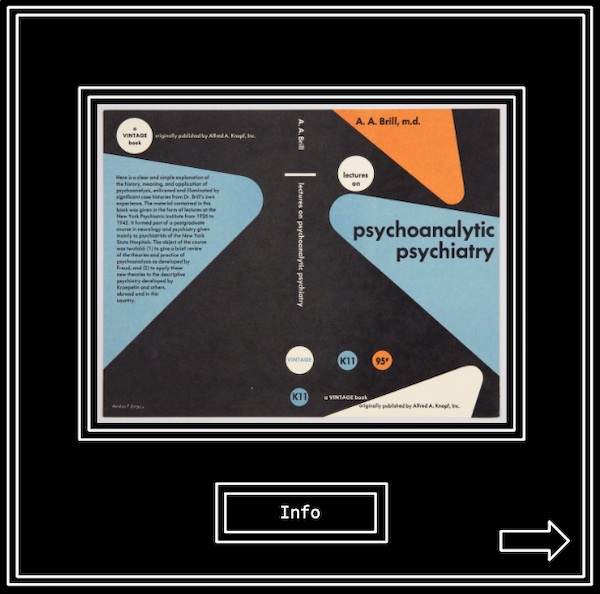 a
VINTAGE
book
originally published by Alfred A. Knopf, Inc.
Here is a clear and simple explanation of
the history, meaning, and application of
psychoanalysis, enlivened and illuminated by
significant case histories from Dr. Brill's own
experience. The material contained in this
book was given in the form of lectures at the
New York Psychiatric Institute from 1936 to
1942. It formed part of a postgraduate
course in neurology and psychiatry given
mainly to psychiatrists of the New York
State Hospitals. The object of the course
was twofold: (1) to give a brief review
of the theories and practice of
psychoanalysis as developed by
Freud, and (2) to apply these
new theories to the descriptive
psychiatry developed by
Kraepelin and others,
abroad and in this
country.
A. A. Brill
lectures on psychoanalytic psychiatry
VINTAGE
K11
A. A. Brill, m.d.
lectures
on
psychoanalytic
psychiatry
K11
95¢
a VINTAGE book
originally published by Alfred A. Knopf, Inc.
Info